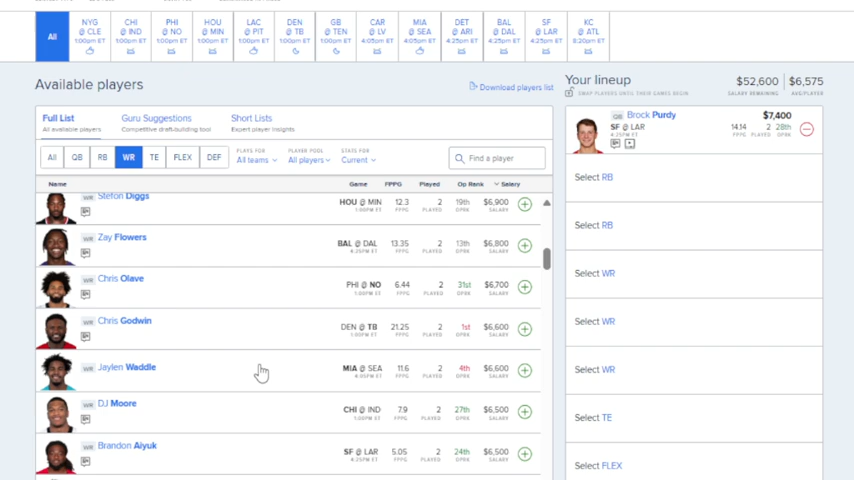 All
NYG @ CLE 1:00pm ET
CHI @ IND 1:00pm ET
PHI @ NO 1:00pm ET
HOU @ MIN 1:00pm ET
LAC @ PIT 1:00pm ET
DEN @ TB 1:00pm ET
GB @ TEN 1:00pm ET
CAR @ LV 4:05pm ET
MIA @ SEA 4:05pm ET
DET @ ARI 4:25pm ET
BAL @ DAL 4:25pm ET
SF @ LAR 4:25pm ET
KC @ ATL 8:20pm ET
Available players
Download players list
Your lineup
$52,600 $6,575
SWAP PLAYERS UNTIL THEIR GAMES BEGIN
SALARY REMAINING AVG/PLAYER
Full List Guru Suggestions Short Lists
All available players Competitive draft-building tool Expert player insights
All QB RB WR TE FLEX DEF
PLAYS FOR PLAYER POOL STATS FOR
All teams All players Current
Find a player
Name Game FPPG Played Op Rank Salary
WR Stefon Diggs HOU @ MIN 12.3 2 19th $6,900
1:00PM ET FPPG PLAYED OPRK SALARY
WR Zay Flowers BAL @ DAL 13.35 2 13th $6,800
4:25PM ET FPPG PLAYED OPRK SALARY
WR Chris Olave PHI @ NO 6.44 2 31st $6,700
1:00PM ET FPPG PLAYED OPRK SALARY
WR Chris Godwin DEN @ TB 21.25 2 1st $6,600
1:00PM ET FPPG PLAYED OPRK SALARY
WR Jaylen Waddle MIA @ SEA 11.6 2 4th $6,600
4:05PM ET FPPG PLAYED OPRK SALARY
WR DJ Moore CHI @ IND 7.9 2 27th $6,500
1:00PM ET FPPG PLAYED OPRK SALARY
WR Brandon Aiyuk SF @ LAR 5.05 2 24th $6,500
4:25PM ET FPPG PLAYED OPRK SALARY
QB Brock Purdy $7,400
SF @ LAR 14.14 2 28th
FPPG PLAYED OPRK
Select RB
Select RB
Select WR
Select WR
Select WR
Select TE
Select FLEX